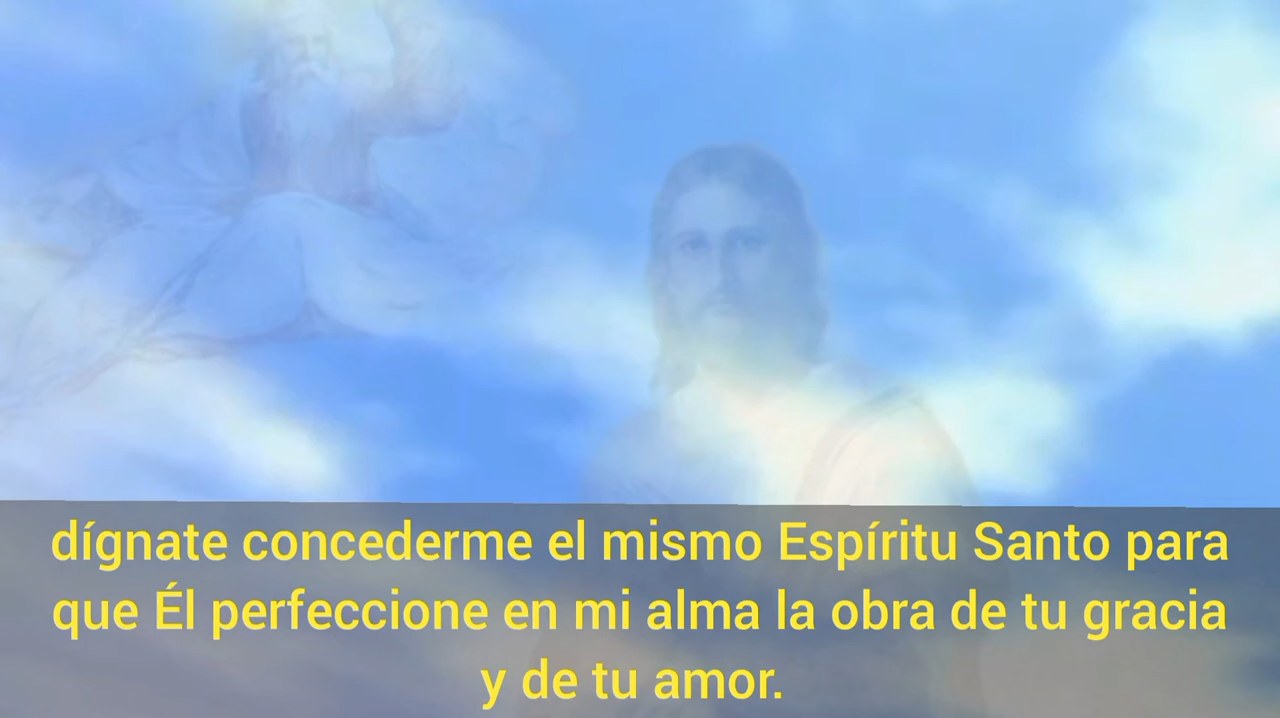 dígnate concederme el mismo Espíritu Santo para
que Él perfeccione en mi alma la obra de tu gracia
y de tu amor.